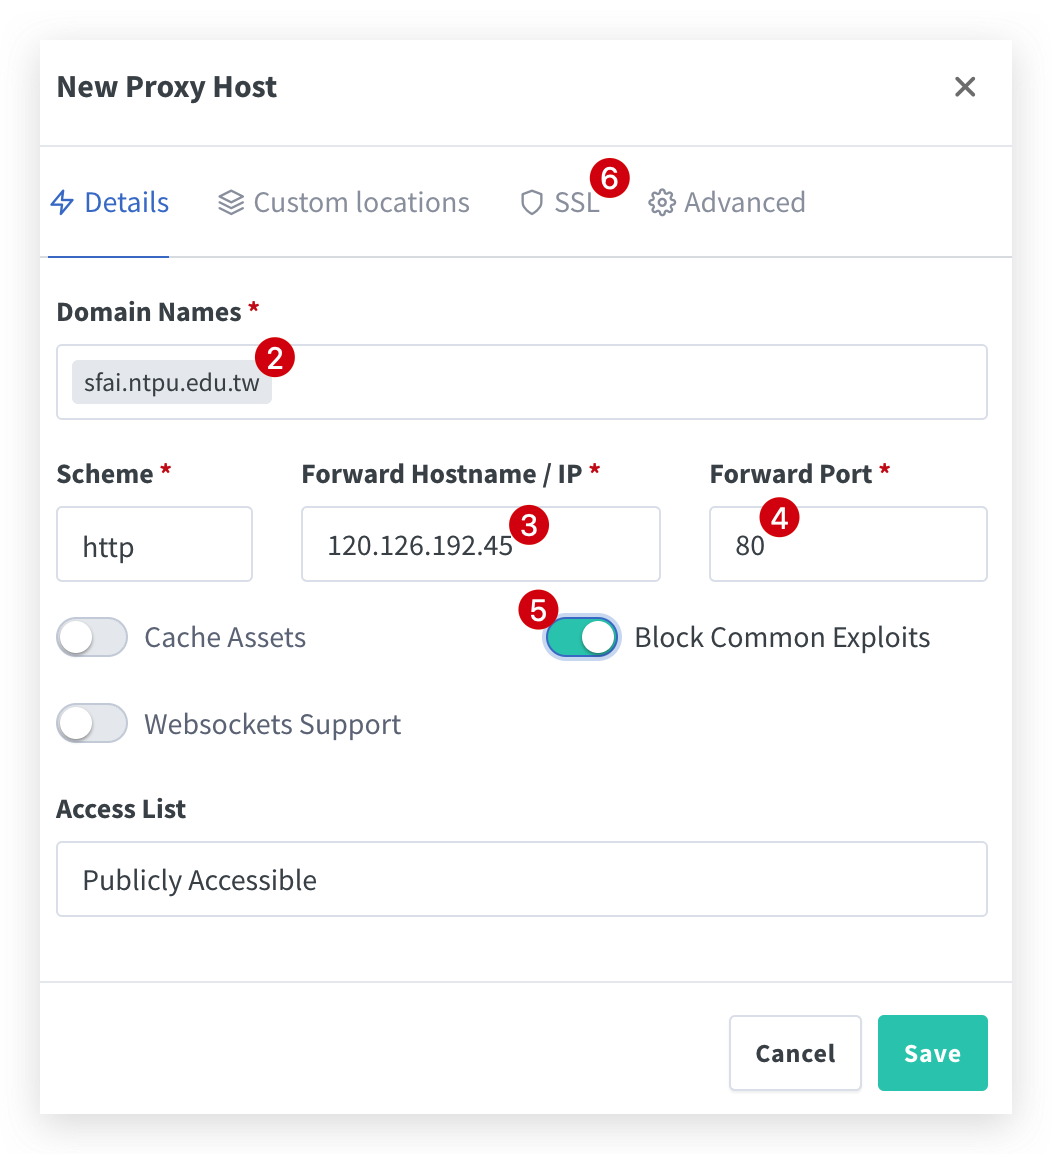 New Proxy Host
Details Custom locations SSL 6 Advanced
Domain Names *
sfai.ntpu.edu.tw 2
Scheme * Forward Hostname / IP * Forward Port *
http 120.126.192.45 3 80 4
Cache Assets 5 Block Common Exploits
Websockets Support
Access List
Publicly Accessible
Cancel Save